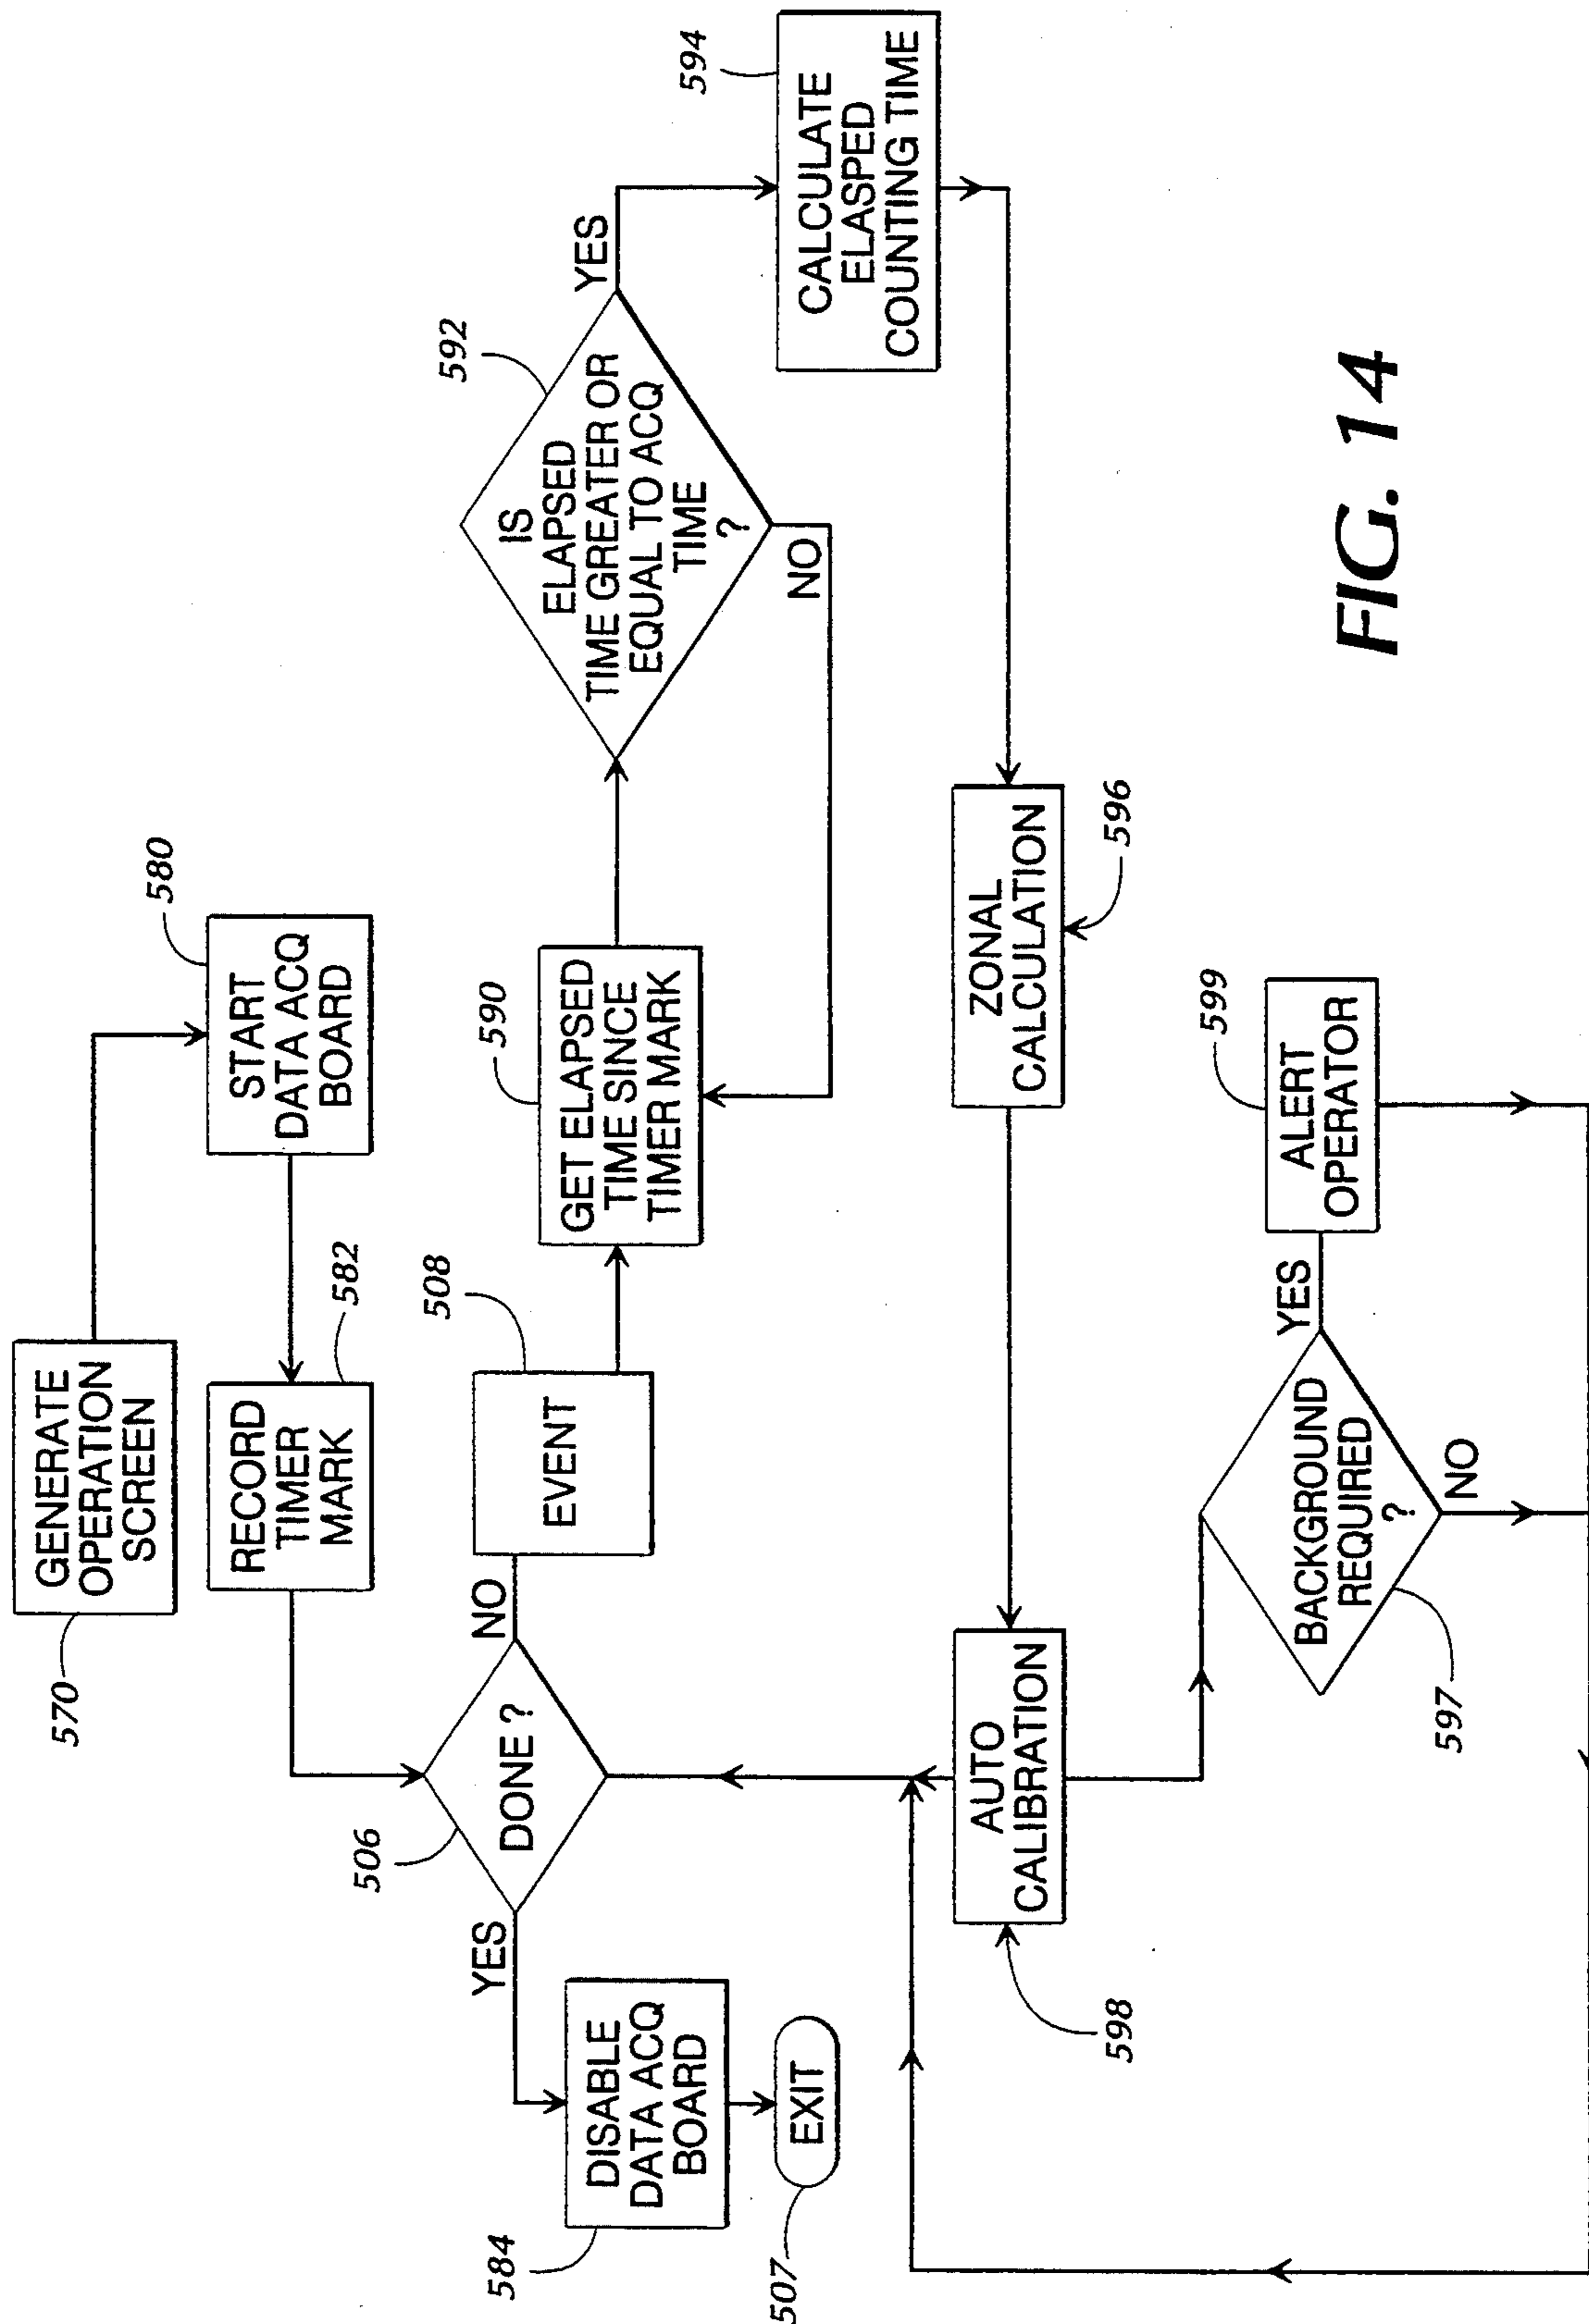 570
GENERATE
OPERATION
SCREEN
580
START
DATA ACQ
BOARD
582
RECORD
TIMER
MARK
506
DONE ?
YES
NO
584
DISABLE
DATA ACQ
BOARD
507
EXIT
508
EVENT
590
GET ELAPSED
TIME SINCE
TIMER MARK
592
IS
ELAPSED
TIME GREATER OR
EQUAL TO ACQ
TIME
?
YES
NO
594
CALCULATE
ELASPED
COUNTING TIME
ZONAL
CALCULATION
596
AUTO
CALIBRATION
598
BACKGROUND
REQUIRED
?
597
YES
NO
599
ALERT
OPERATOR
FIG. 14